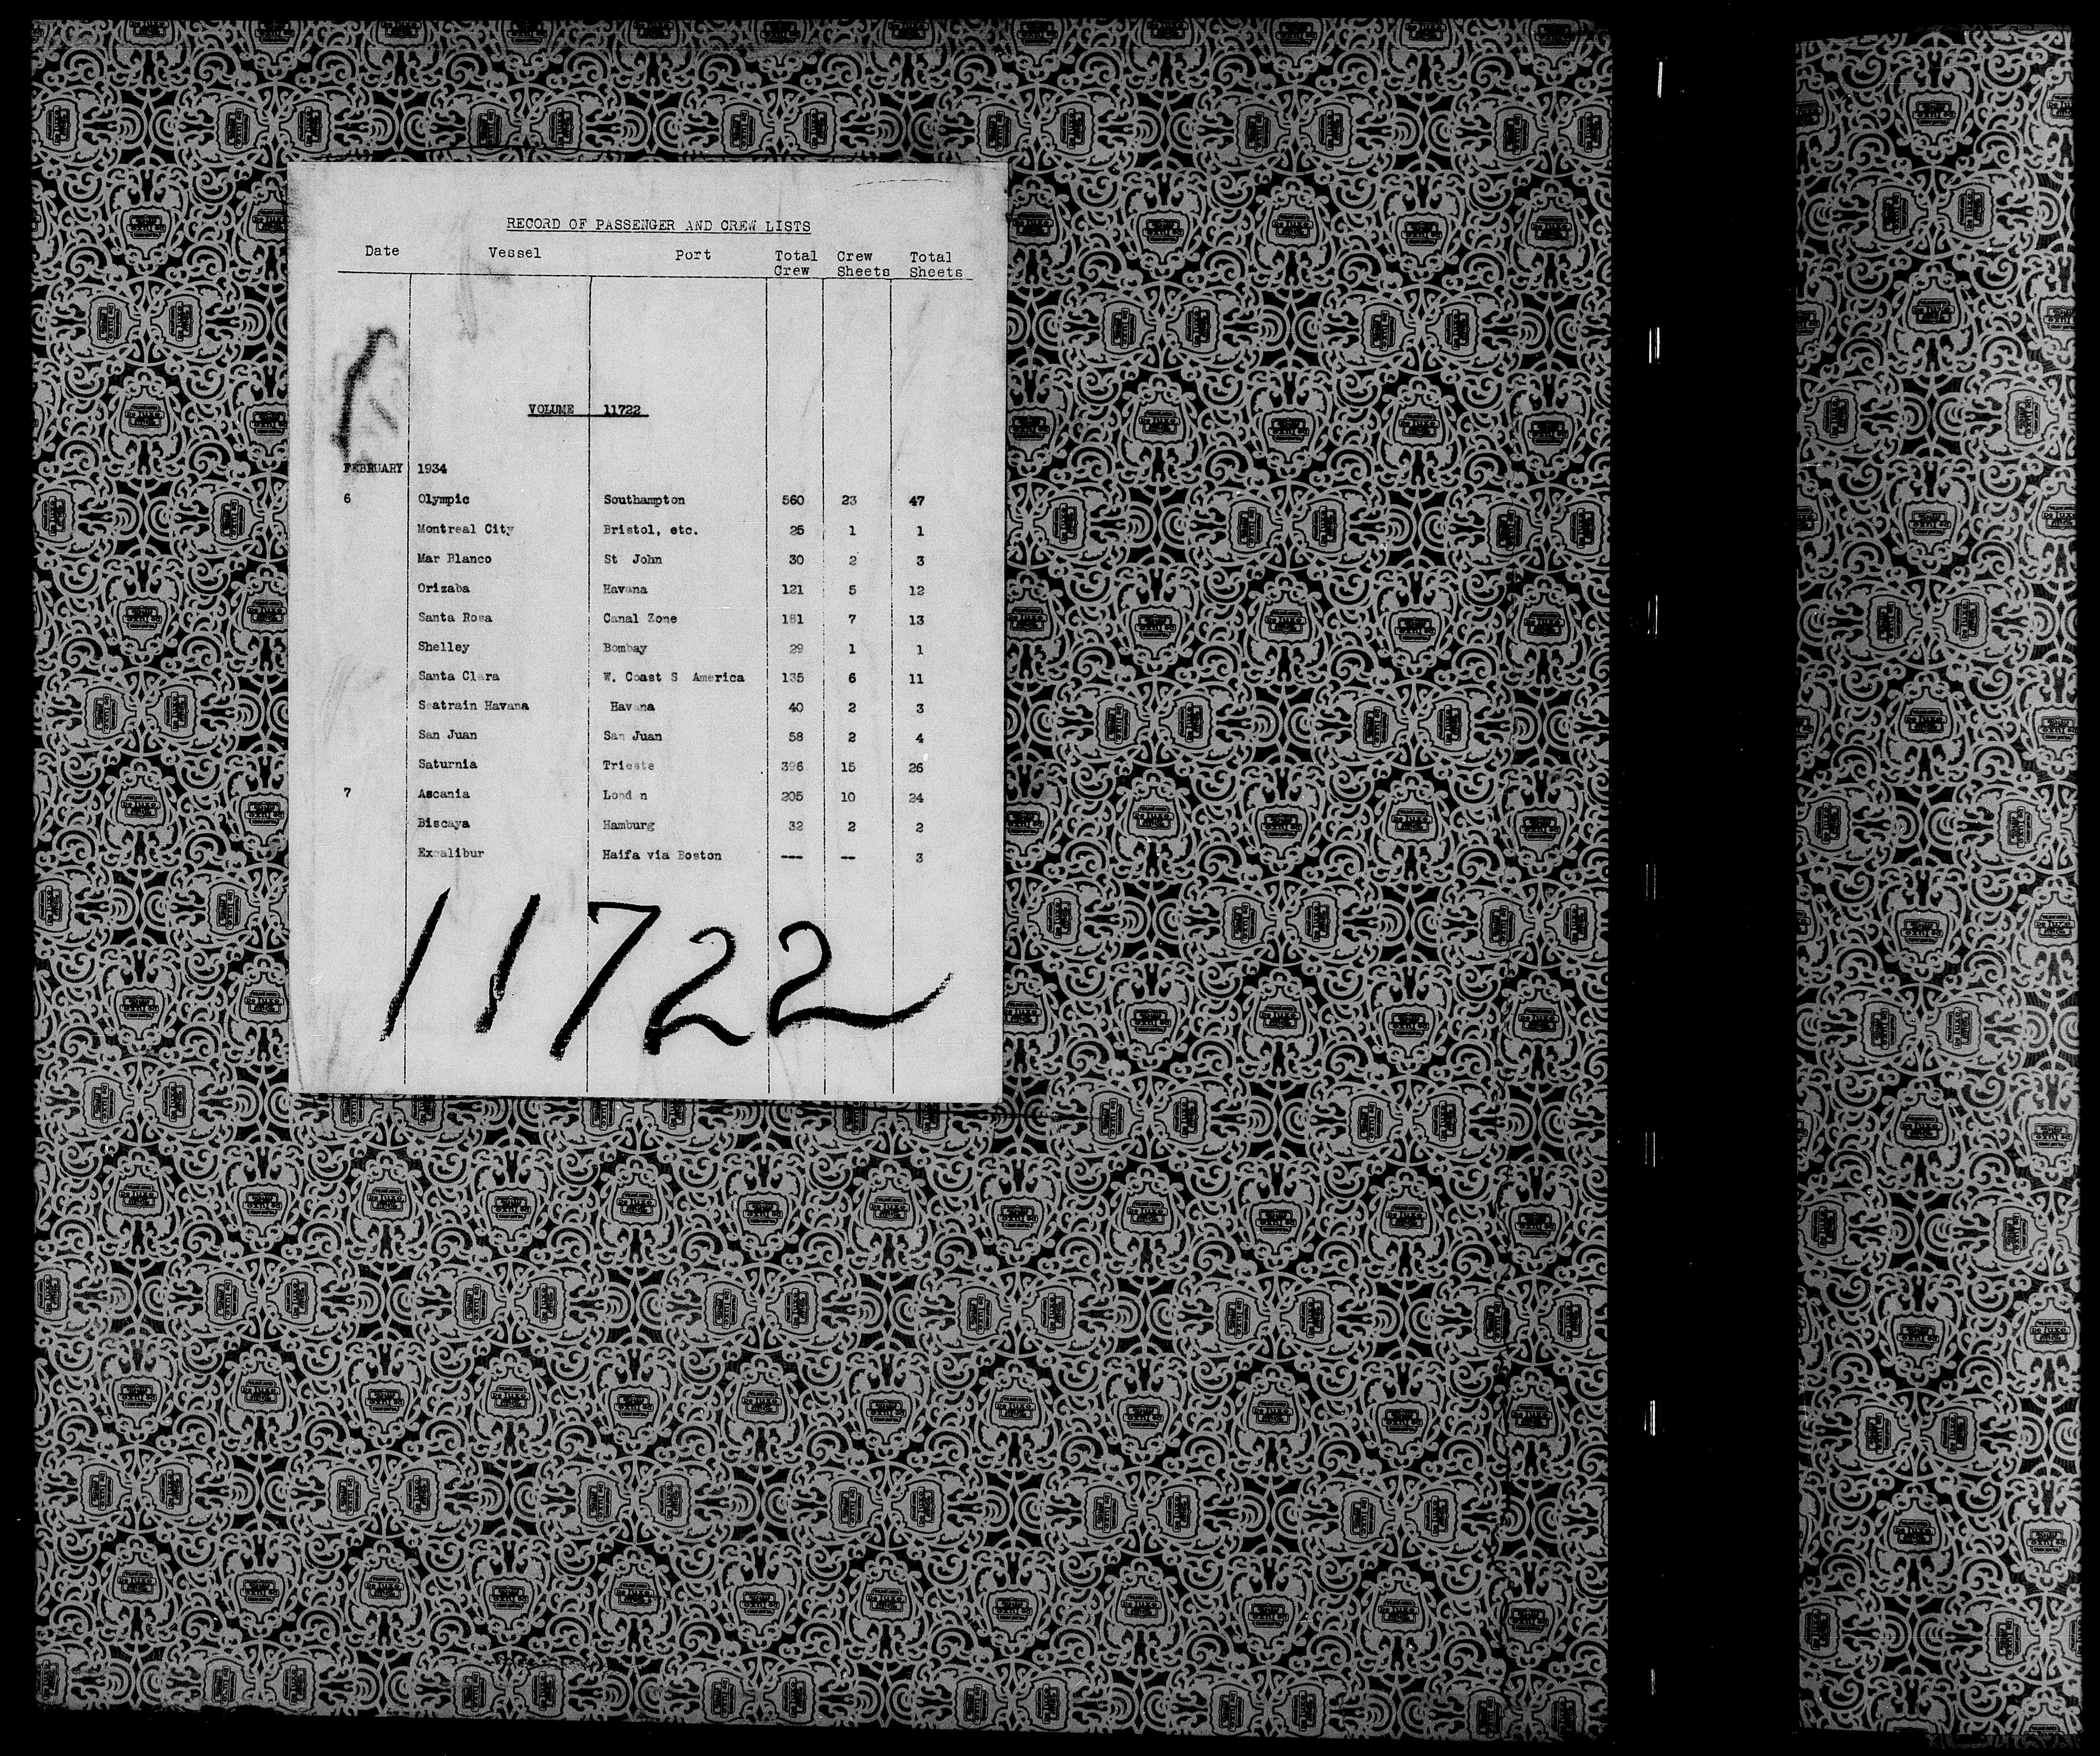 RECORD OF PASSENGER AND CREW LISTS
Date Vessel Port Total Crew Crew Sheets Total Sheets
VOLUME 11722
FEBRUARY 1934
6 Olympic Southampton 560 23 47
Montreal City Bristol, etc. 25 1 1
Mar Blanco St John 30 2 3
Orizaba Havana 121 5 12
Santa Rosa Canal Zone 181 7 13
Shelley Bombay 29 1 1
Santa Clara W. Coast S America 135 6 11
Seatrain Havana Havana 40 2 3
San Juan San Juan 58 2 4
Saturnia Trieste 396 15 26
7 Ascania London 205 10 24
Biscaya Hamburg 32 2 2
Excalibur Haifa via Boston --- -- 3
11722